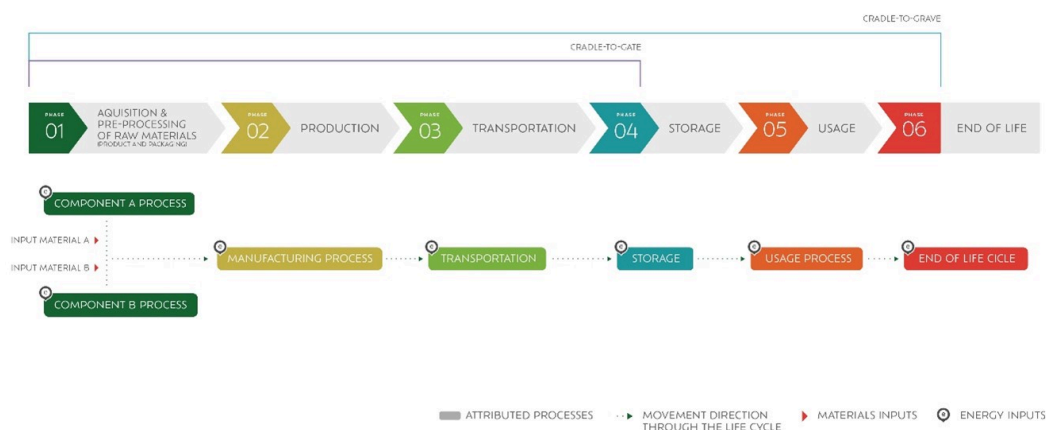 CRADLE-TO-GRAVE
CRADLE-TO-GATE
PHASE
01
AQUISITION &
PRE-PROCESSING
OF RAW MATERIALS
(PRODUCT AND PACKAGING)
PHASE
02
PRODUCTION
PHASE
03
TRANSPORTATION
PHASE
04
STORAGE
PHASE
05
USAGE
PHASE
06
END OF LIFE
e
COMPONENT A PROCESS
INPUT MATERIAL A
INPUT MATERIAL B
e
COMPONENT B PROCESS
e
MANUFACTURING PROCESS
e
TRANSPORTATION
e
STORAGE
e
USAGE PROCESS
e
END OF LIFE CICLE
ATTRIBUTED PROCESSES
MOVEMENT DIRECTION
THROUGH THE LIFE CYCLE
MATERIALS INPUTS
e
ENERGY INPUTS